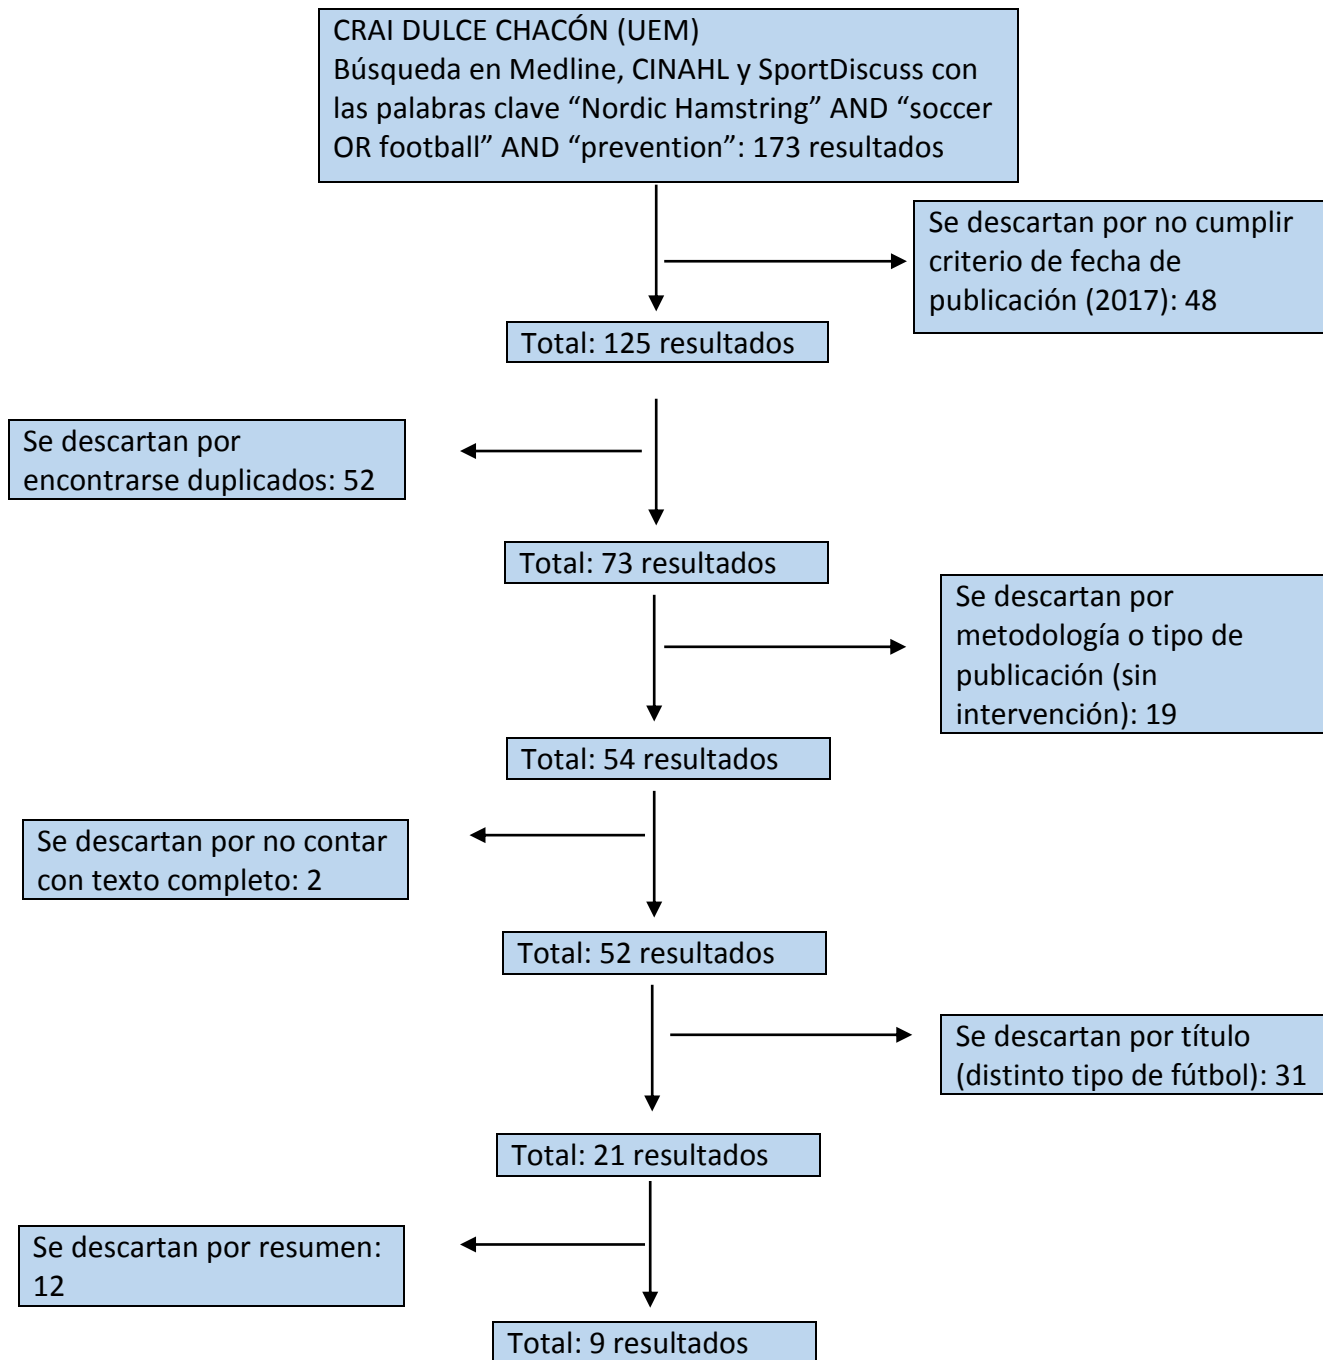 CRAI DULCE CHACÓN (UEM)
Búsqueda en Medline, CINAHL y SportDiscuss con
las palabras clave “Nordic Hamstring” AND “soccer
OR football” AND “prevention”: 173 resultados
Se descartan por no cumplir
criterio de fecha de
publicación (2017): 48
Total: 125 resultados
Se descartan por
encontrarse duplicados: 52
Total: 73 resultados
Se descartan por
metodología o tipo de
publicación (sin
intervención): 19
Total: 54 resultados
Se descartan por no contar
con texto completo: 2
Total: 52 resultados
Se descartan por título
(distinto tipo de fútbol): 31
Total: 21 resultados
Se descartan por resumen:
12
Total: 9 resultados